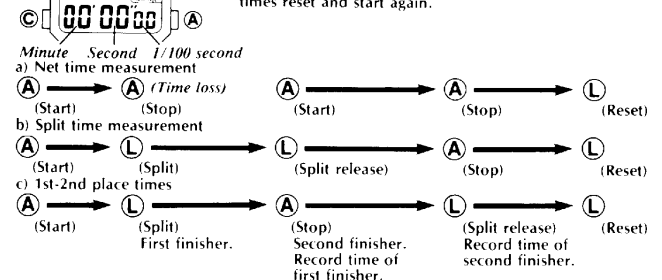 times reset and start again.
Ⓒ 00'00"00 Ⓐ
Minute Second 1/100 second
a) Net time measurement
Ⓐ Ⓐ (Time loss) Ⓐ Ⓐ Ⓛ
(Start) (Stop) (Start) (Stop) (Reset)
b) Split time measurement
Ⓐ Ⓛ Ⓛ Ⓐ Ⓛ
(Start) (Split) (Split release) (Stop) (Reset)
c) 1st-2nd place times
Ⓐ Ⓛ Ⓐ Ⓛ Ⓛ
(Start) (Split) (Stop) (Split release) (Reset)
First finisher. Second finisher. Record time of
Record time of second finisher.
first finisher.